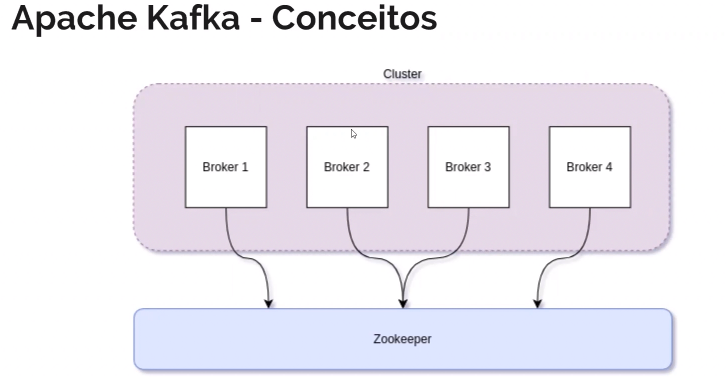 Apache Kafka - Conceitos
Cluster
Broker 1
Broker 2
Broker 3
Broker 4
Zookeeper